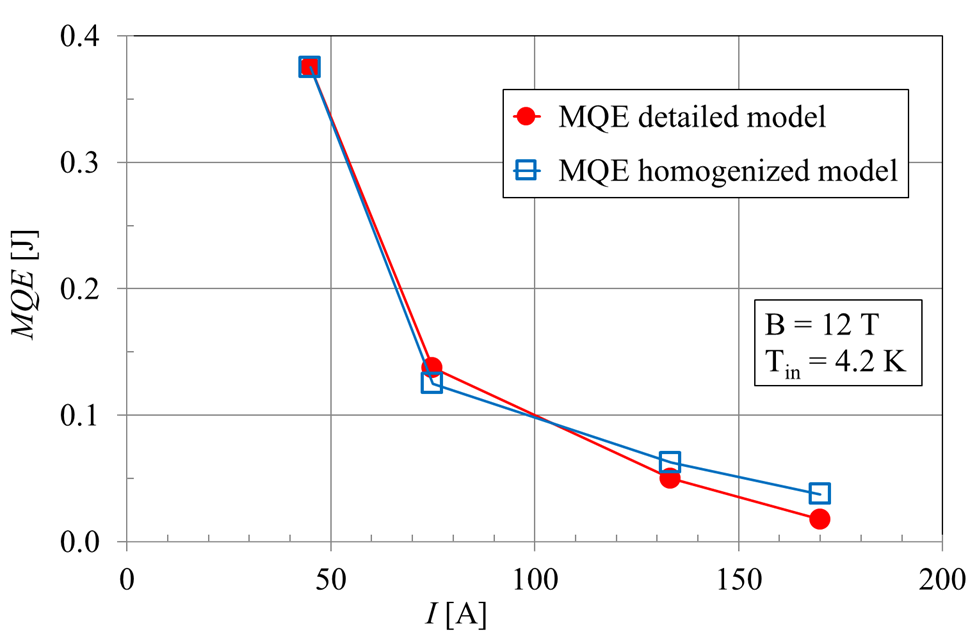 0.4
0.3
0.2
0.1
0.0
MQE [J]
MQE detailed model
MQE homogenized model
B = 12 T
T_in = 4.2 K
0 50 100 150 200
I [A]